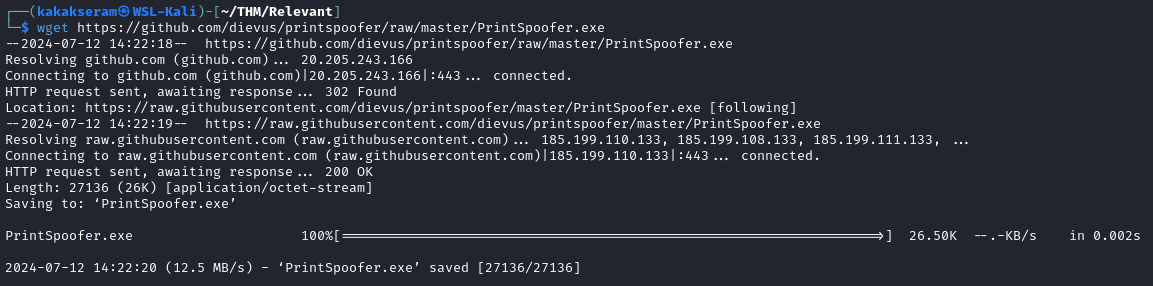 ┌──(kakakseram㉿WSL-Kali)-[~/THM/Relevant]
└─$ wget https://github.com/dievus/printspoofer/raw/master/PrintSpoofer.exe
--2024-07-12 14:22:18--  https://github.com/dievus/printspoofer/raw/master/PrintSpoofer.exe
Resolving github.com (github.com)... 20.205.243.166
Connecting to github.com (github.com)|20.205.243.166|:443... connected.
HTTP request sent, awaiting response... 302 Found
Location: https://raw.githubusercontent.com/dievus/printspoofer/master/PrintSpoofer.exe [following]
--2024-07-12 14:22:19--  https://raw.githubusercontent.com/dievus/printspoofer/master/PrintSpoofer.exe
Resolving raw.githubusercontent.com (raw.githubusercontent.com)... 185.199.110.133, 185.199.108.133, 185.199.111.133, ...
Connecting to raw.githubusercontent.com (raw.githubusercontent.com)|185.199.110.133|:443... connected.
HTTP request sent, awaiting response... 200 OK
Length: 27136 (26K) [application/octet-stream]
Saving to: ‘PrintSpoofer.exe’
PrintSpoofer.exe 100%[===================================================================>] 26.50K --.-KB/s in 0.002s
2024-07-12 14:22:20 (12.5 MB/s) - ‘PrintSpoofer.exe’ saved [27136/27136]